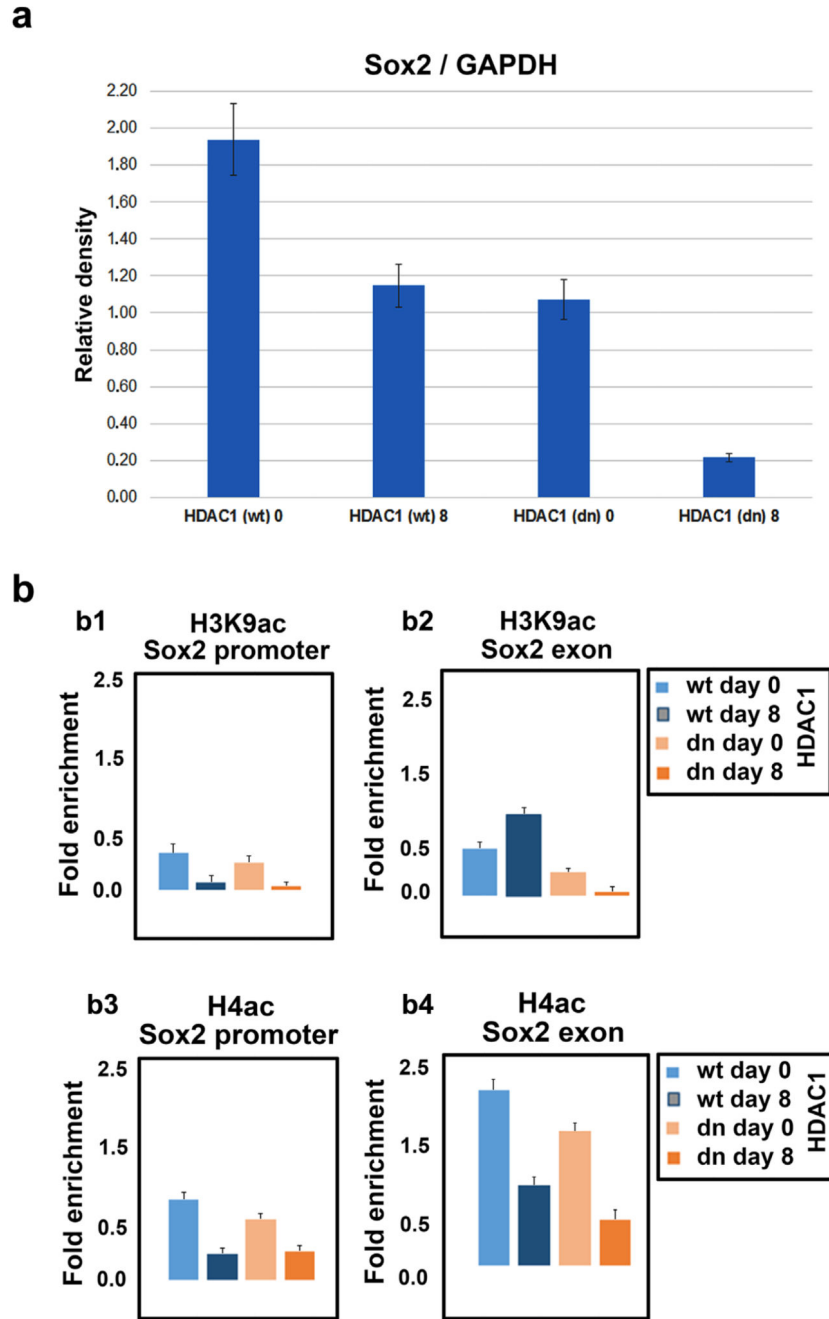 a
Sox2 / GAPDH
2.20
2.00
1.80
1.60
1.40
1.20
1.00
0.80
0.60
0.40
0.20
0.00
Relative density
HDAC1 (wt) 0
HDAC1 (wt) 8
HDAC1 (dn) 0
HDAC1 (dn) 8
b
b1
H3K9ac
Sox2 promoter
2.5
1.5
0.5
0.0
Fold enrichment
b2
H3K9ac
Sox2 exon
2.5
1.5
0.5
0.0
Fold enrichment
wt day 0
wt day 8
dn day 0
dn day 8
HDAC1
b3
H4ac
Sox2 promoter
2.5
1.5
0.5
0.0
Fold enrichment
b4
H4ac
Sox2 exon
2.5
1.5
0.5
0.0
Fold enrichment
wt day 0
wt day 8
dn day 0
dn day 8
HDAC1